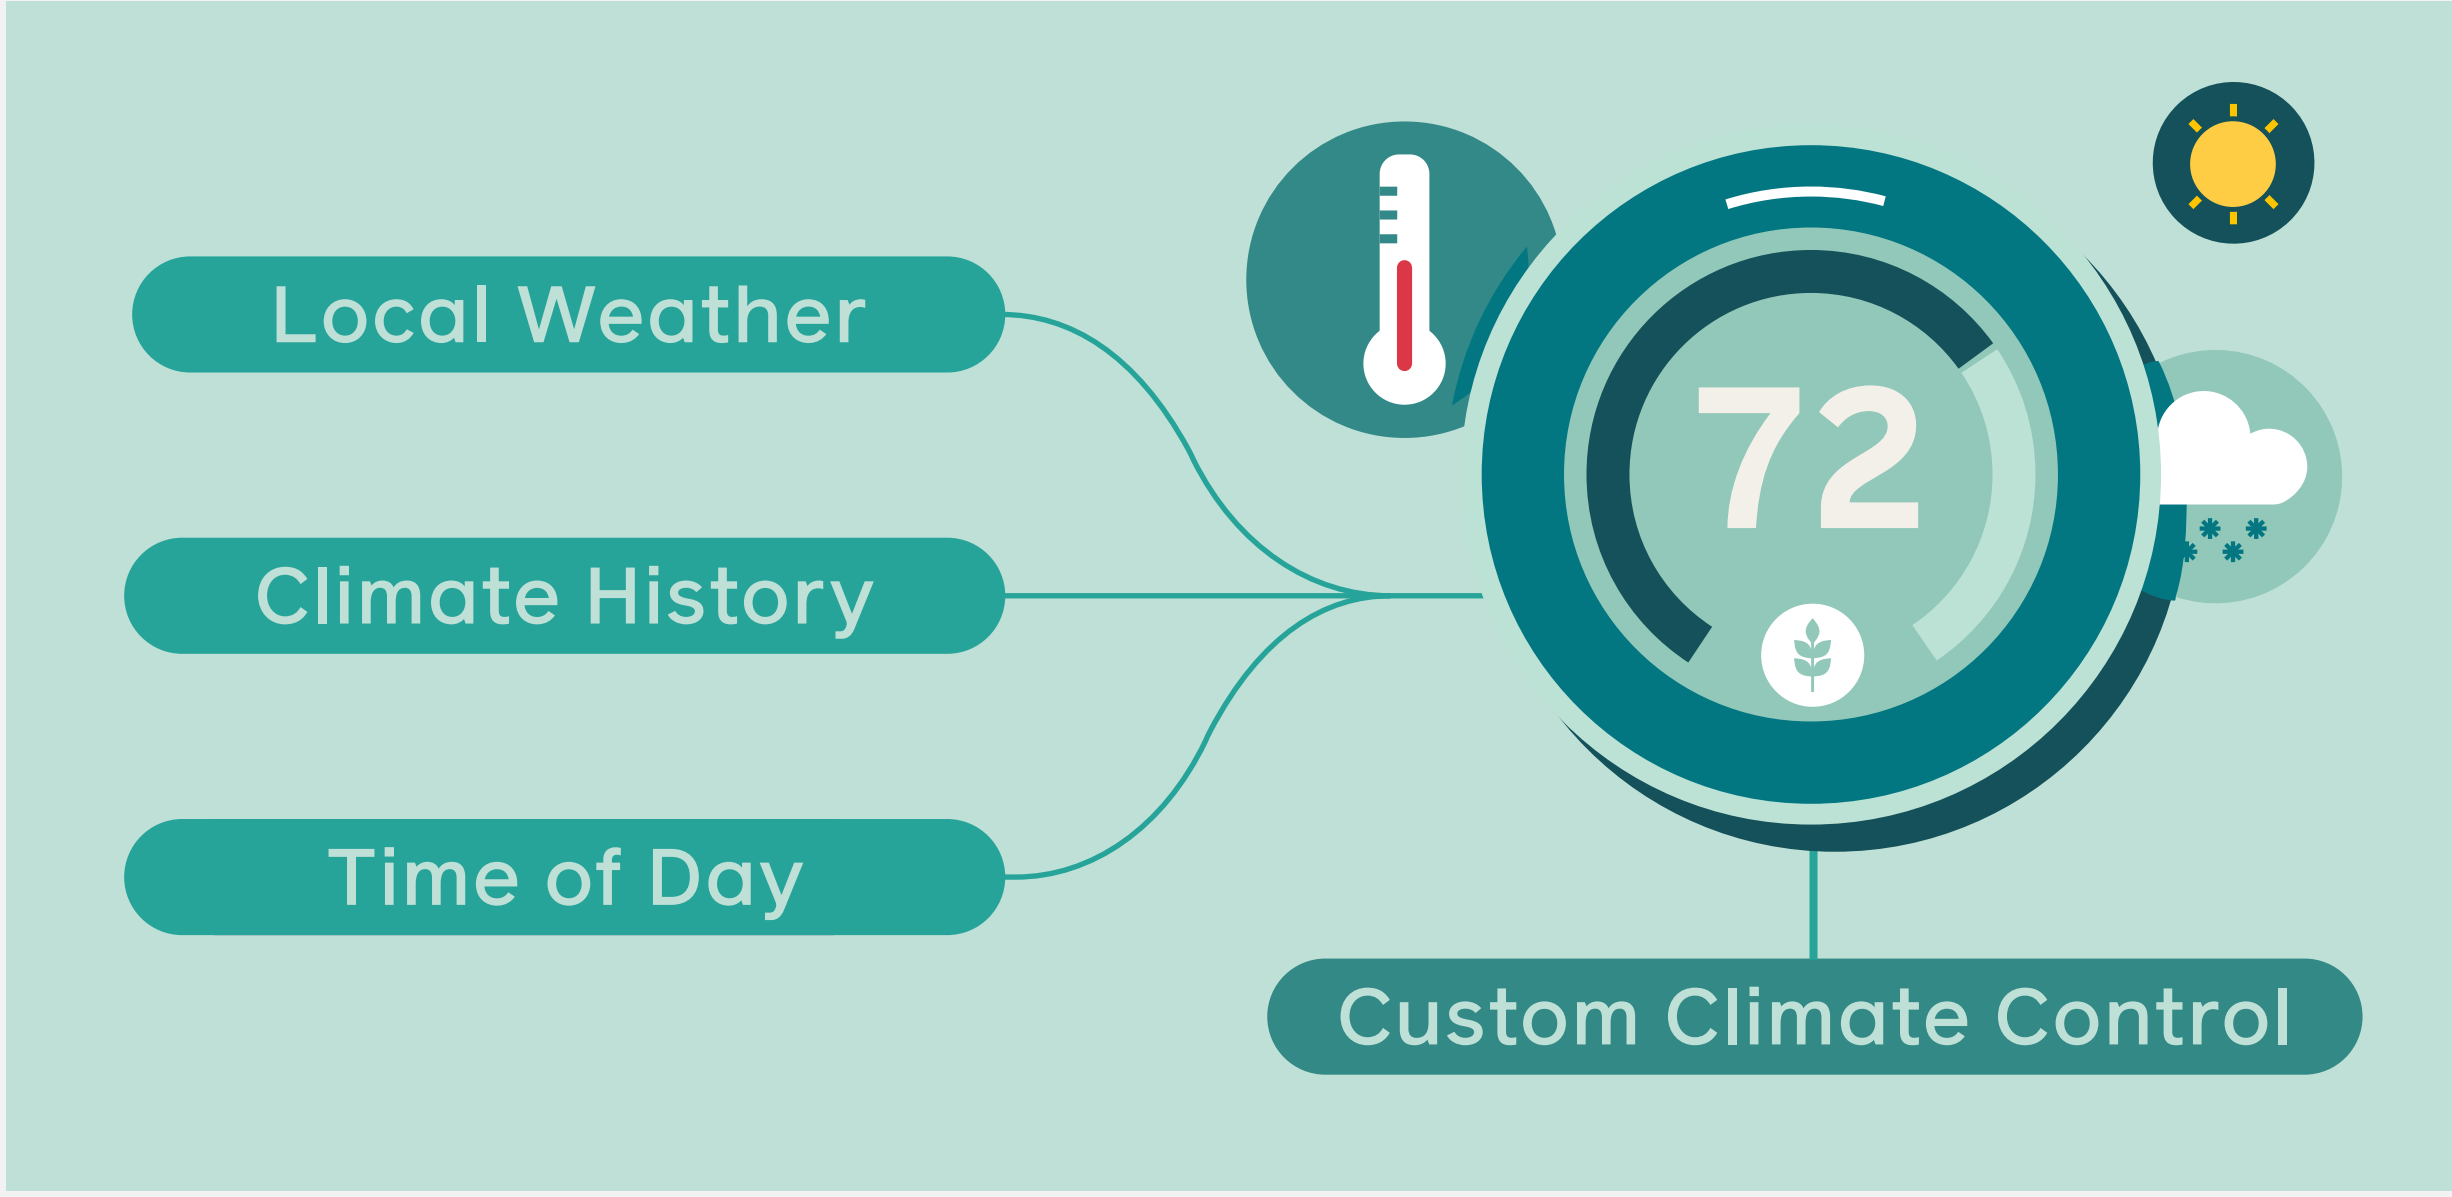 Local Weather
Climate History
Time of Day
72
Custom Climate Control